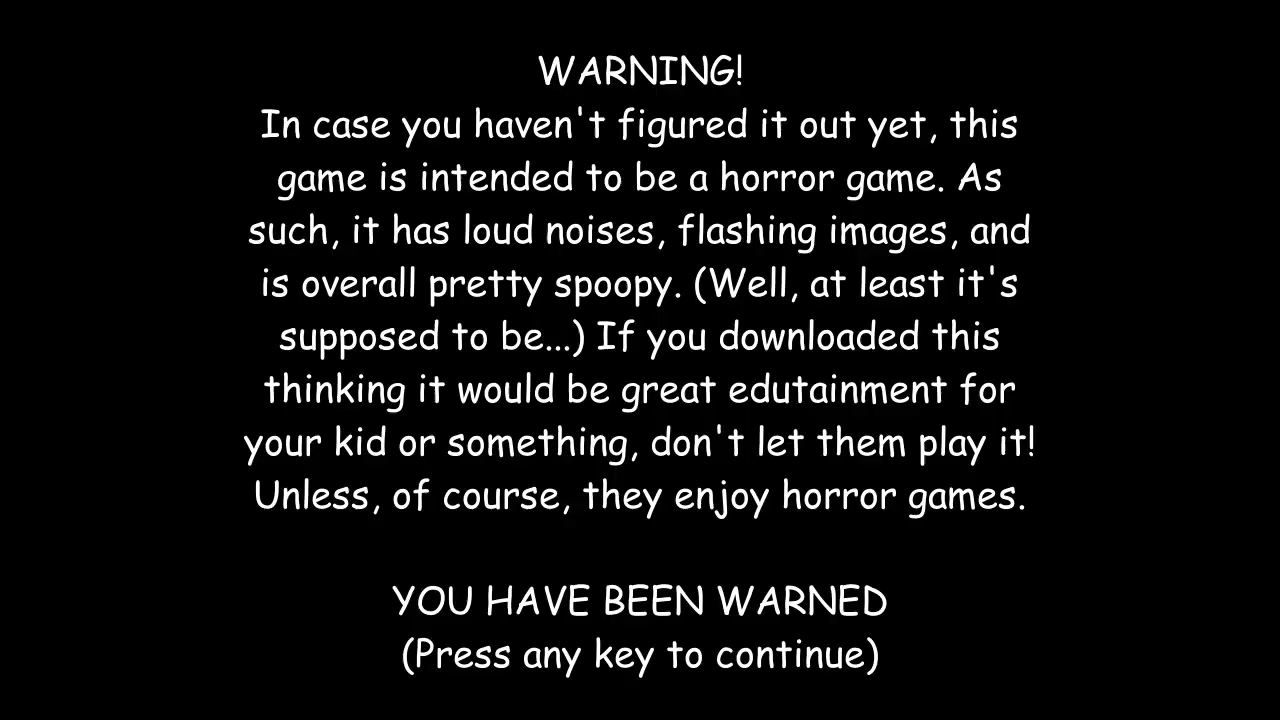 WARNING!
In case you haven't figured it out yet, this
game is intended to be a horror game. As
such, it has loud noises, flashing images, and
is overall pretty spoopy. (Well, at least it's
supposed to be...) If you downloaded this
thinking it would be great edutainment for
your kid or something, don't let them play it!
Unless, of course, they enjoy horror games.
YOU HAVE BEEN WARNED
(Press any key to continue)